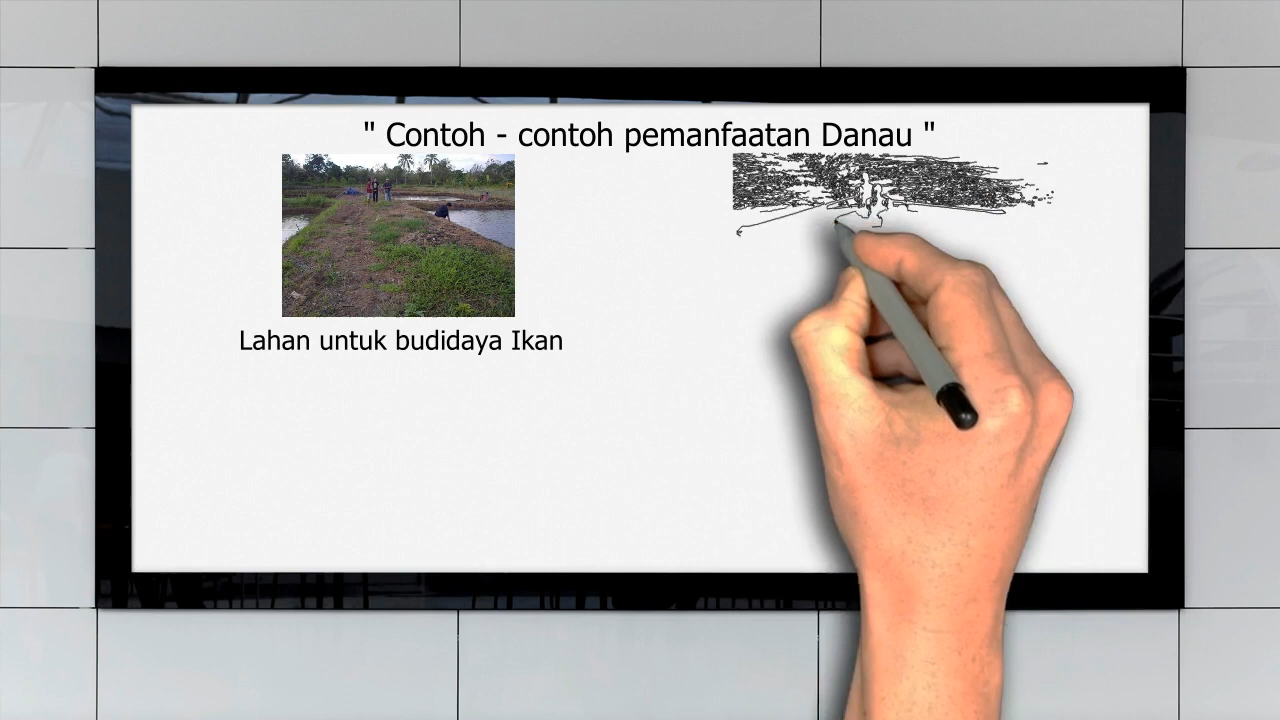 " Contoh - contoh pemanfaatan Danau "
Lahan untuk budidaya Ikan